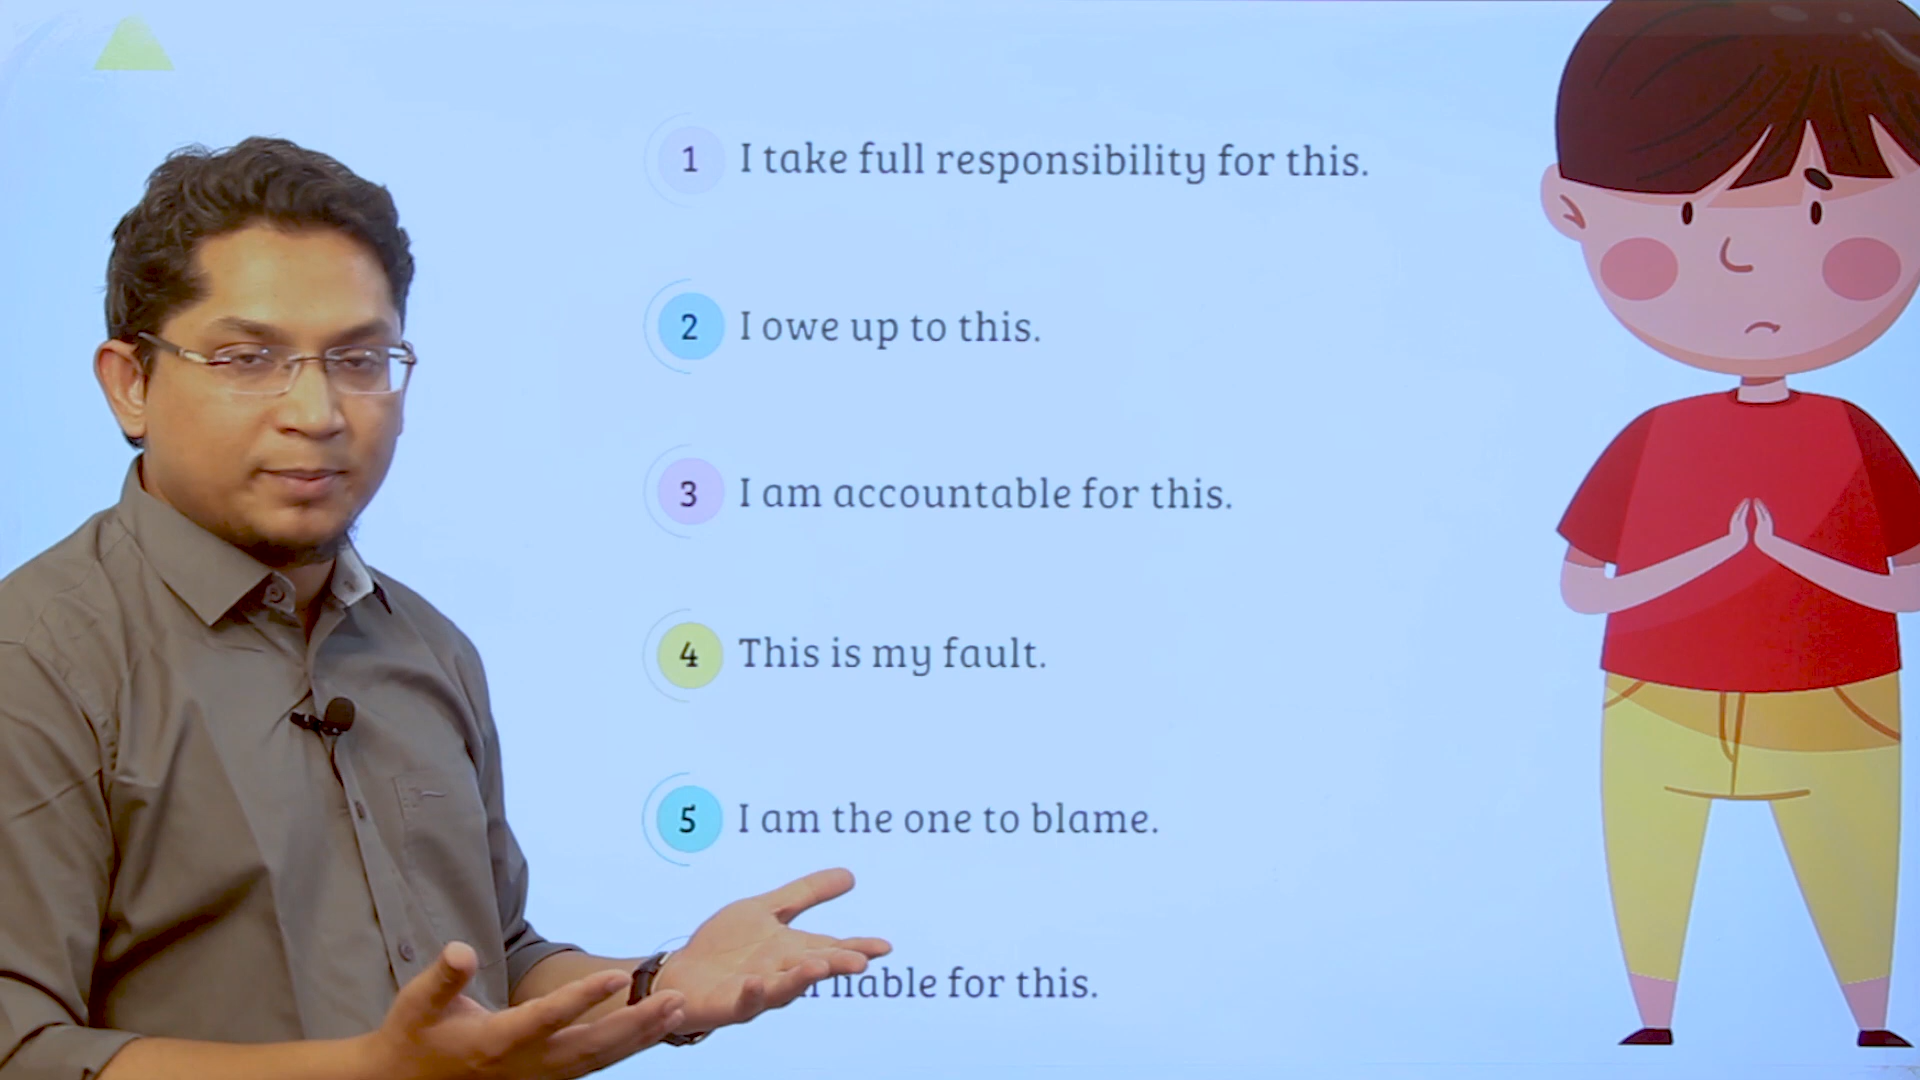 1 I take full responsibility for this.
2 I owe up to this.
3 I am accountable for this.
4 This is my fault.
5 I am the one to blame.
for this.